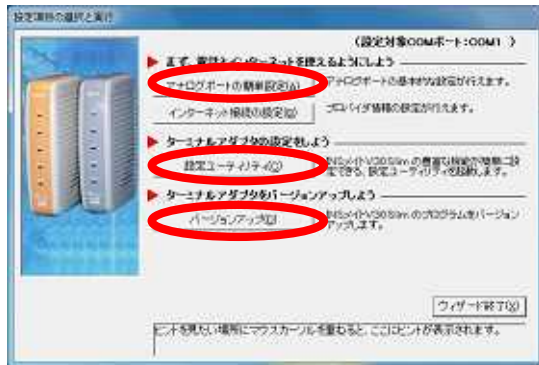 設定項目の選択と実行
(設定対象COMポート:COM1 )
まず、電話とインターネットを使えるようにしよう
アナログポートの簡単設定(A)
アナログポートの基本的な設定が行えます。
インターネット接続の設定(N)
プロバイダ情報の設定が行えます。
ターミナルアダプタの設定をしよう
設定ユーティリティ(C)
INSメイトV30Slim の豊富な機能が簡単に設
定できる、設定ユーティリティを起動します。
ターミナルアダプタをバージョンアップしよう
バージョンアップ(U)
INSメイトV30Slim のプログラムをバージョン
アップします。
ウィザード終了(X)
ヒントを見たい場所にマウスカーソルを重ねると、ここにヒントが表示されます。